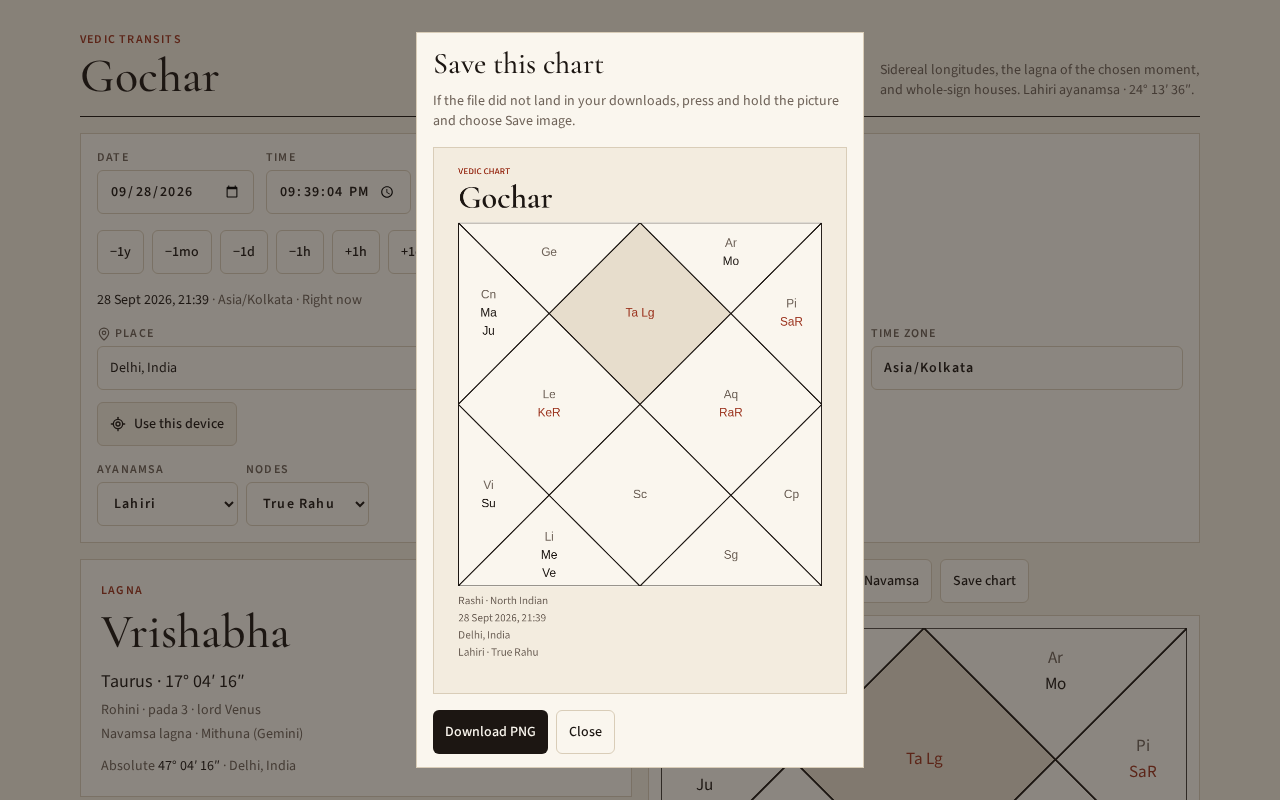 VEDIC TRANSITS
Gochar
Sidereal longitudes, the lagna of the chosen moment,
and whole-sign houses. Lahiri ayanamsa · 24° 13′ 36″.
DATE
TIME
09/28/2026
09:39:04 PM
−1y
−1mo
−1d
−1h
+1h
28 Sept 2026, 21:39 · Asia/Kolkata · Right now
PLACE
Delhi, India
TIME ZONE
Asia/Kolkata
Use this device
AYANAMSA
NODES
Lahiri
True Rahu
LAGNA
Vrishabha
Taurus · 17° 04′ 16″
Rohini · pada 3 · lord Venus
Navamsa lagna · Mithuna (Gemini)
Absolute 47° 04′ 16″ · Delhi, India
Navamsa
Save chart
Ar
Mo
Pi
SaR
Ta Lg
Ju
Save this chart
If the file did not land in your downloads, press and hold the picture
and choose Save image.
VEDIC CHART
Gochar
Ge
Ar
Mo
Cn
Ma
Ju
Ta Lg
Pi
SaR
Le
KeR
Aq
RaR
Vi
Su
Sc
Cp
Li
Me
Ve
Sg
Rashi · North Indian
28 Sept 2026, 21:39
Delhi, India
Lahiri · True Rahu
Download PNG
Close